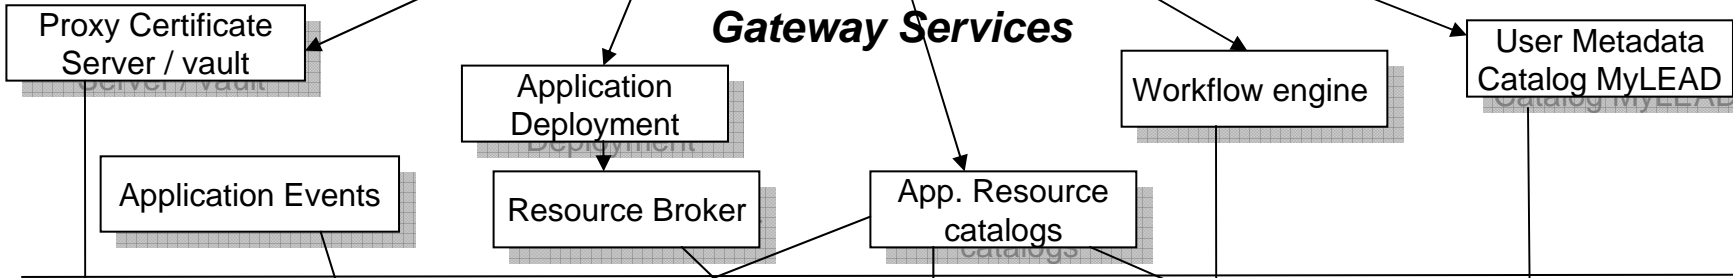 Gateway Services
Proxy Certificate
Server / vault
Application
Deployment
Workflow engine
User Metadata
Catalog MyLEAD
Application Events
Resource Broker
App. Resource
catalogs